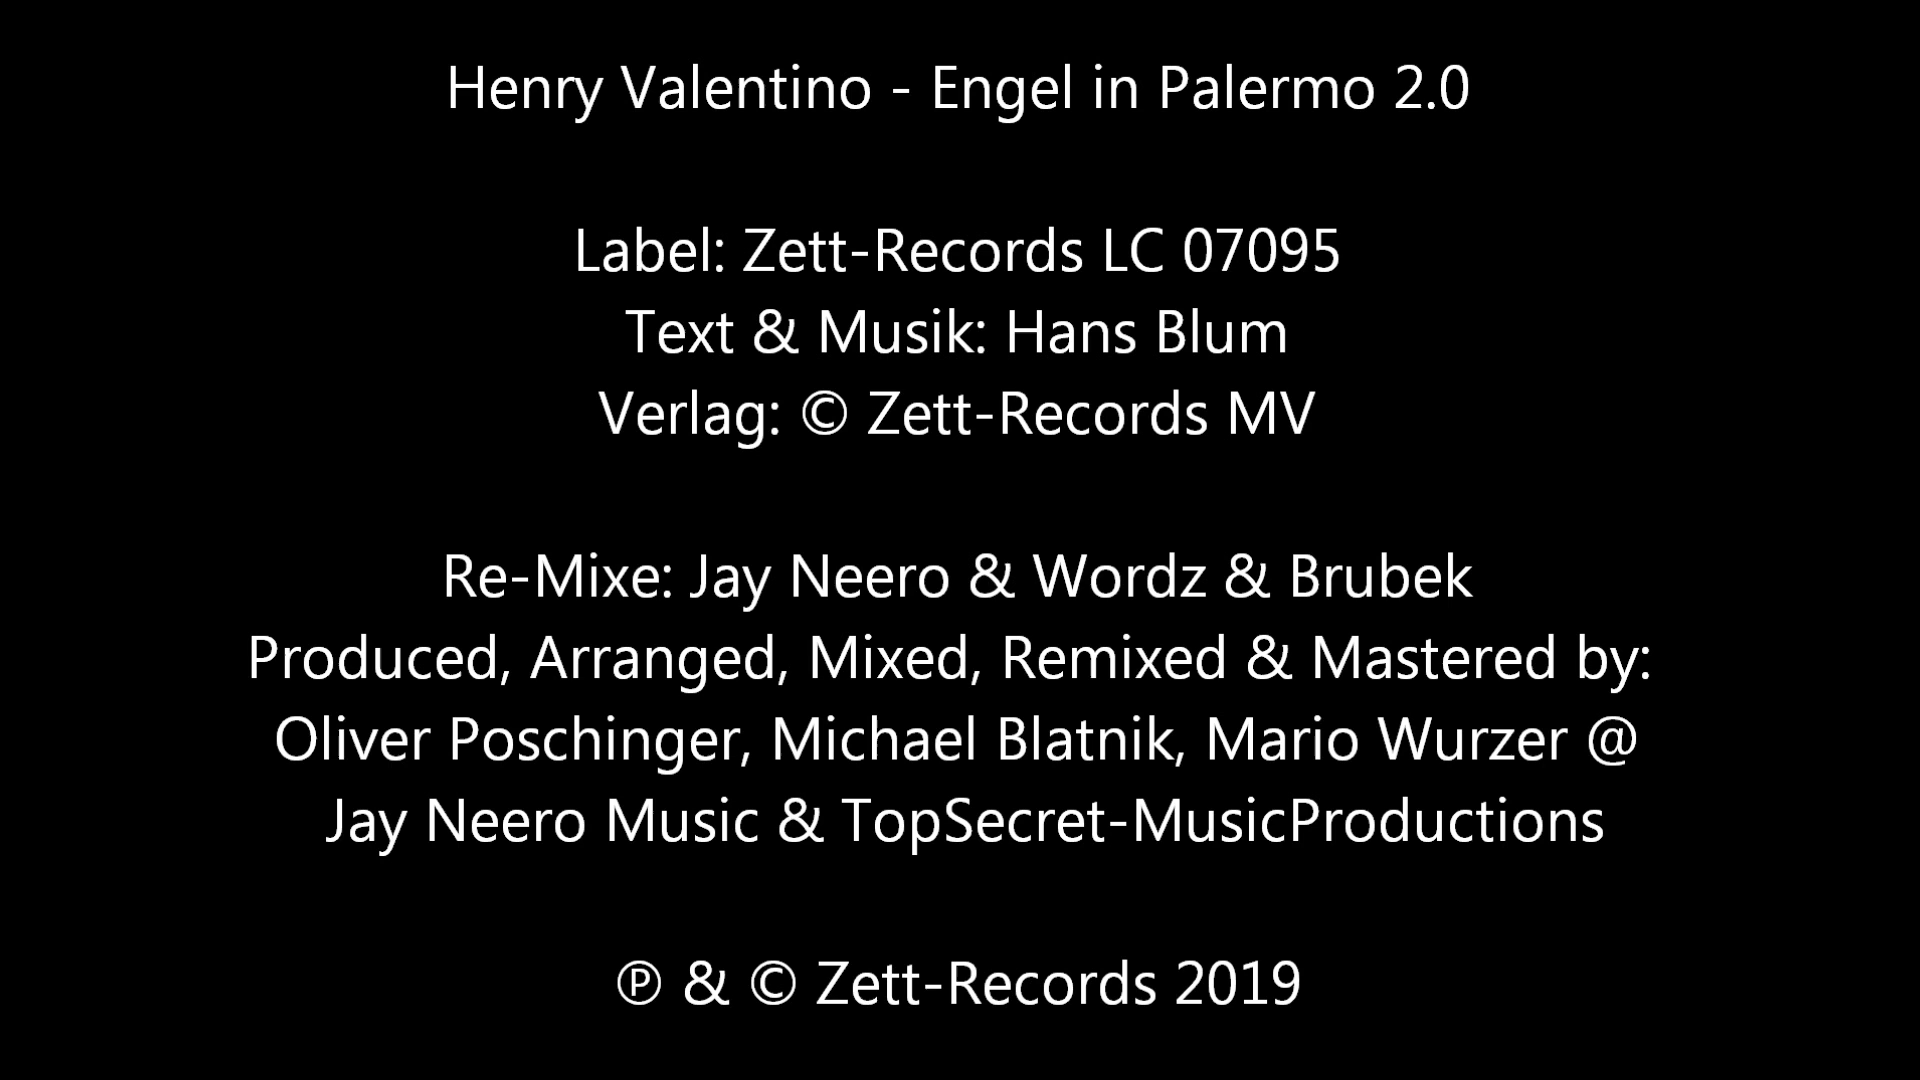 Henry Valentino - Engel in Palermo 2.0
Label: Zett-Records LC 07095
Text & Musik: Hans Blum
Verlag: © Zett-Records MV
Re-Mixe: Jay Neero & Wordz & Brubek
Produced, Arranged, Mixed, Remixed & Mastered by:
Oliver Poschinger, Michael Blatnik, Mario Wurzer @
Jay Neero Music & TopSecret-MusicProductions
℗ & © Zett-Records 2019